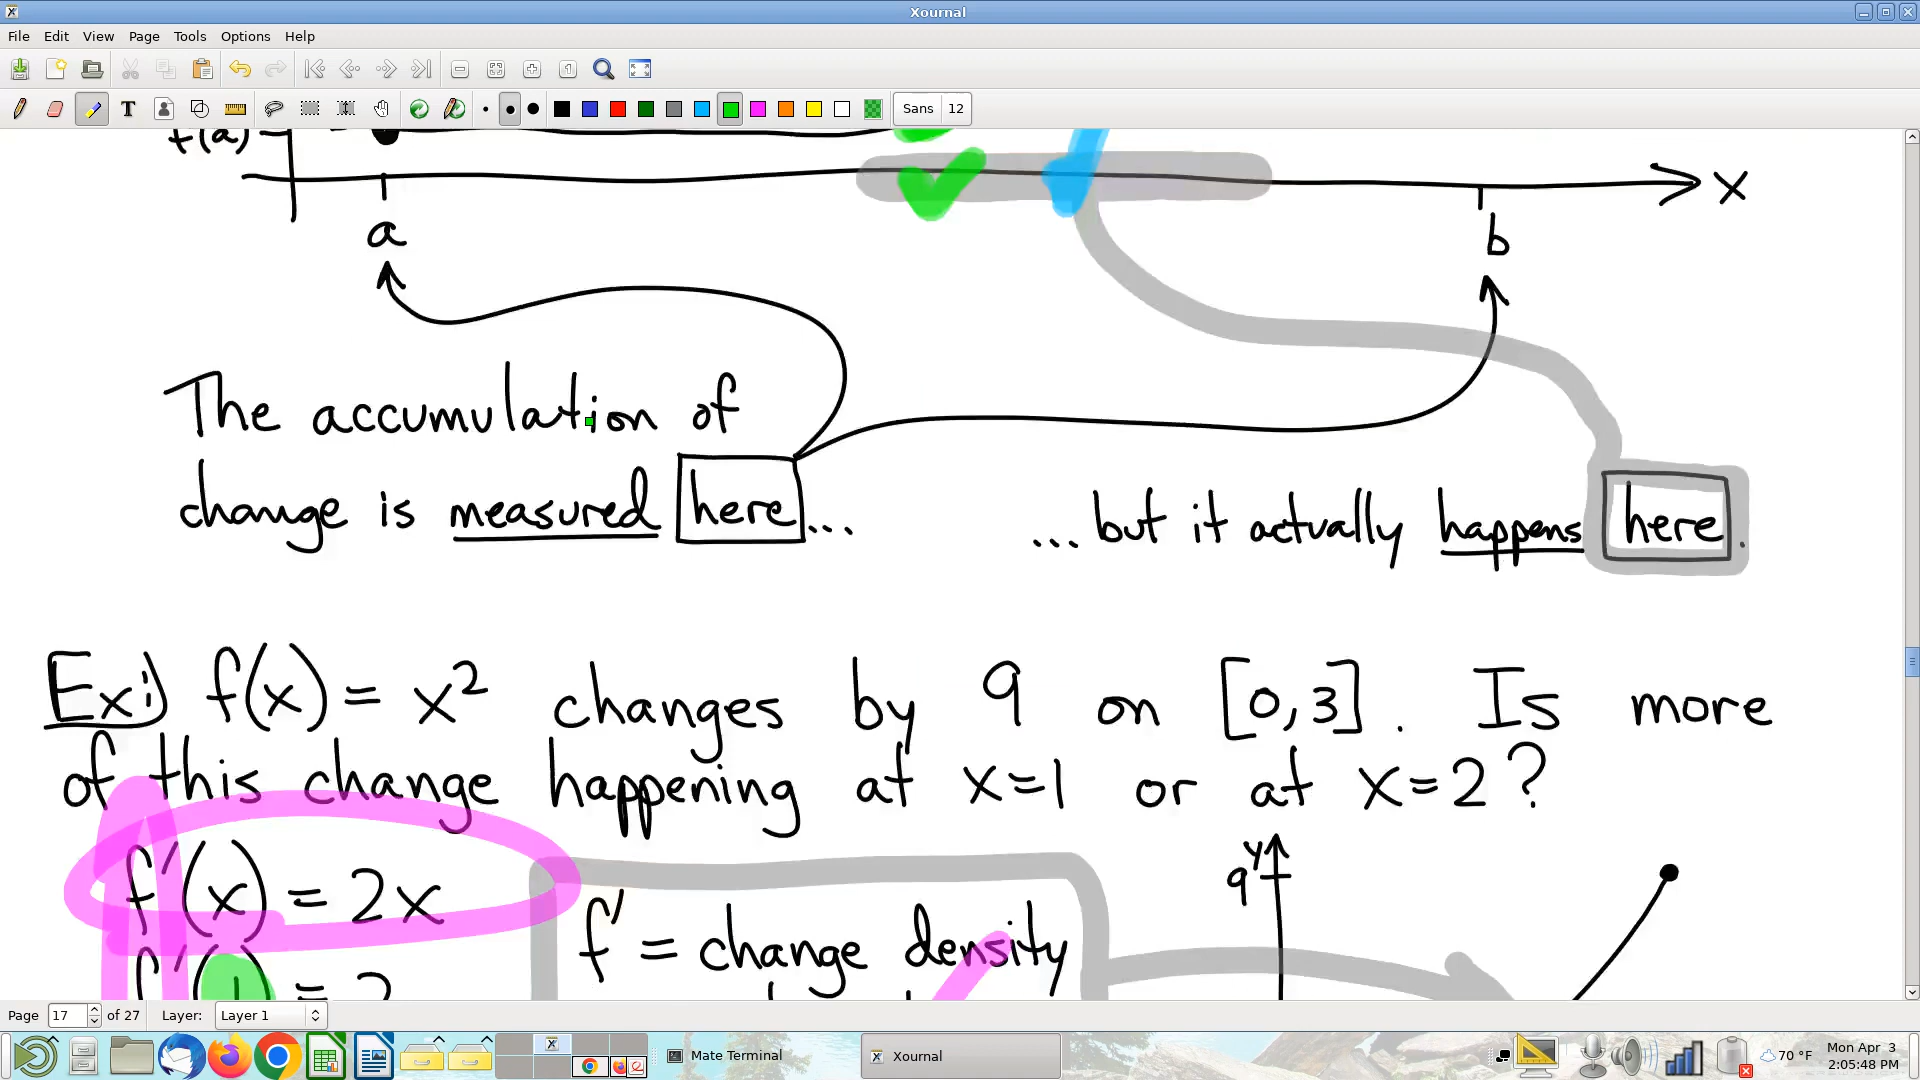 Xournal
File Edit View Page Tools Options Help
Sans 12
f(a)
x
a
b
The accumulation of
change is measured here...
...but it actually happens here.
Ex: f(x) = x² changes by 9 on [0,3]. Is more
of this change happening at x=1 or at x=2?
f'(x) = 2x
y
9
f' = change density
Page 17 of 27 Layer: Layer 1
Mate Terminal
Xournal
70 °F
Mon Apr 3
2:05:48 PM